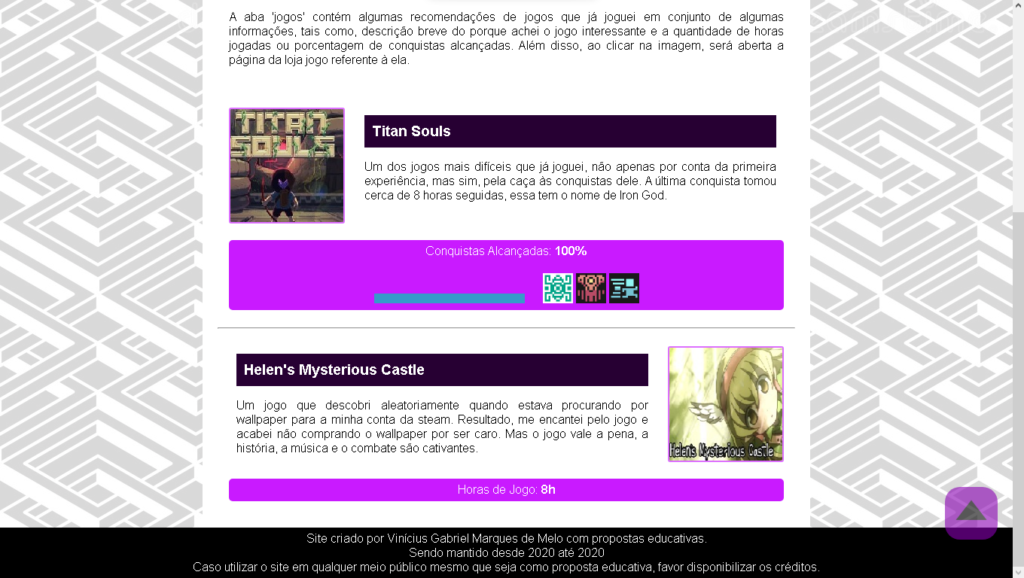 A aba 'jogos' contém algumas recomendações de jogos que já joguei em conjunto de algumas
informações, tais como, descrição breve do porque achei o jogo interessante e a quantidade de horas
jogadas ou porcentagem de conquistas alcançadas. Além disso, ao clicar na imagem, será aberta a
página da loja jogo referente à ela.
TITAN
SOULS
Titan Souls
Um dos jogos mais difíceis que já joguei, não apenas por conta da primeira
experiência, mas sim, pela caça às conquistas dele. A última conquista tomou
cerca de 8 horas seguidas, essa tem o nome de Iron God.
Conquistas Alcançadas: 100%
Helen's Mysterious Castle
Um jogo que descobri aleatoriamente quando estava procurando por
wallpaper para a minha conta da steam. Resultado, me encantei pelo jogo e
acabei não comprando o wallpaper por ser caro. Mas o jogo vale a pena, a
história, a música e o combate são cativantes.
Helen's Mysterious Castle
Horas de Jogo: 8h
Site criado por Vinícius Gabriel Marques de Melo com propostas educativas.
Sendo mantido desde 2020 até 2020
Caso utilizar o site em qualquer meio público mesmo que seja como proposta educativa, favor disponibilizar os créditos.